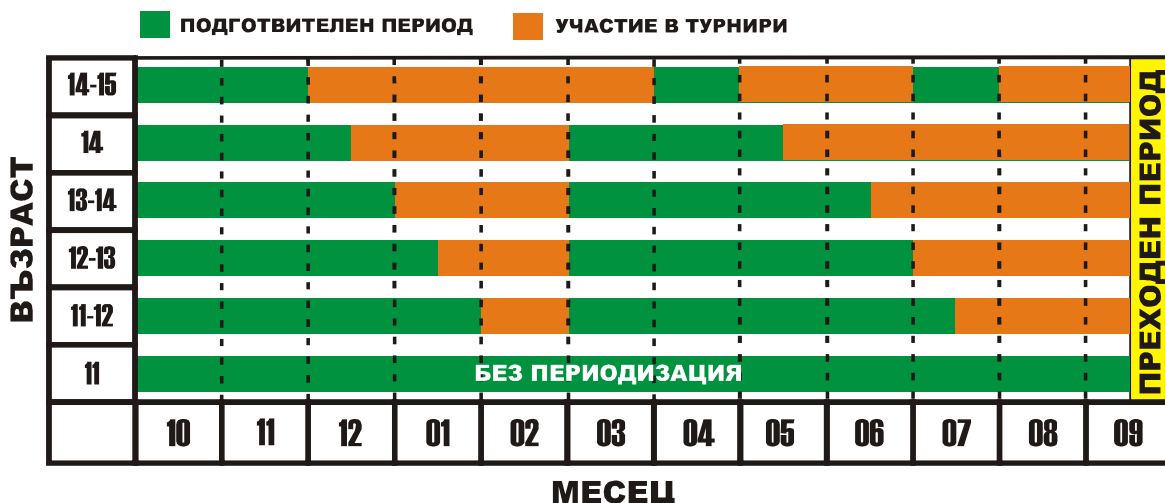 ПОДГОТВИТЕЛЕН ПЕРИОД
УЧАСТИЕ В ТУРНИРИ
ВЪЗРАСТ
14-15
14
13-14
12-13
11-12
11
БЕЗ ПЕРИОДИЗАЦИЯ
ПРЕХОДЕН ПЕРИОД
10 11 12 01 02 03 04 05 06 07 08 09
МЕСЕЦ